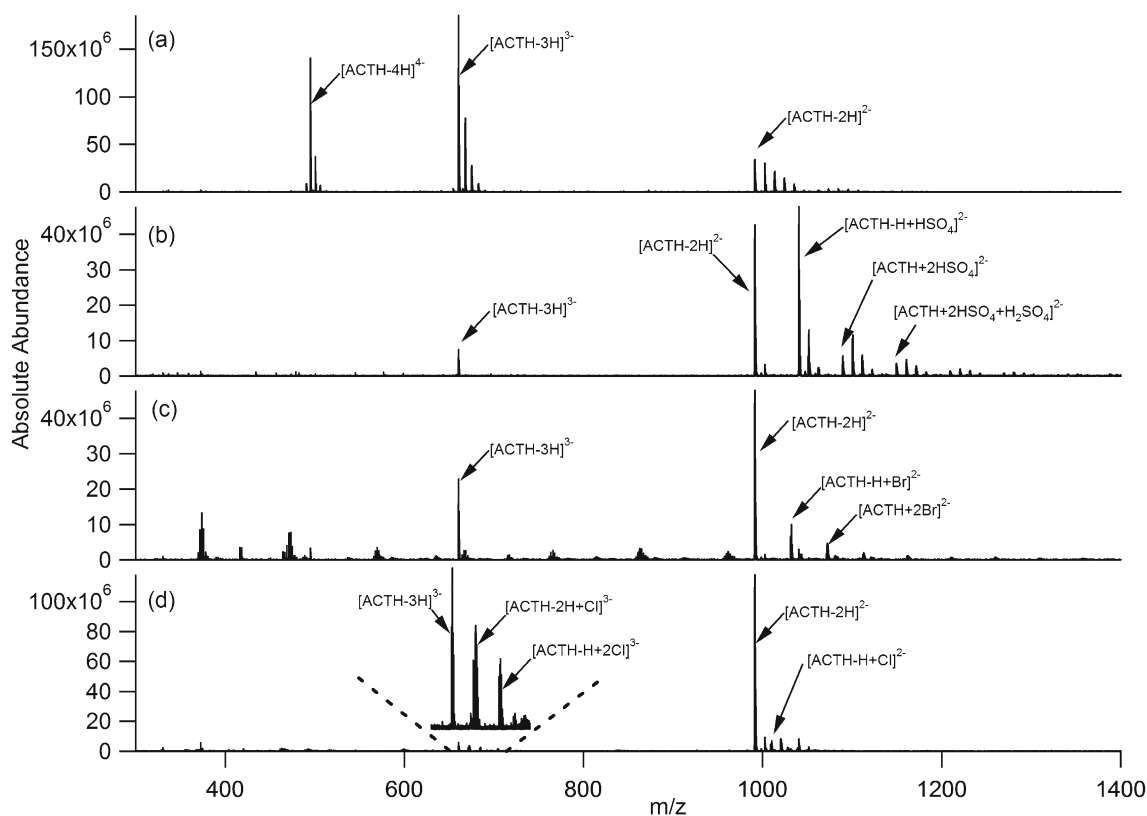 (a)
150x10⁶
100
50
0
[ACTH-4H]⁴⁻
[ACTH-3H]³⁻
[ACTH-2H]²⁻
(b)
40x10⁶
30
20
10
0
[ACTH-3H]³⁻
[ACTH-2H]²⁻
[ACTH-H+HSO₄]²⁻
[ACTH+2HSO₄]²⁻
[ACTH+2HSO₄+H₂SO₄]²⁻
Absolute Abundance
(c)
40x10⁶
30
20
10
0
[ACTH-3H]³⁻
[ACTH-2H]²⁻
[ACTH-H+Br]²⁻
[ACTH+2Br]²⁻
(d)
100x10⁶
80
60
40
20
0
[ACTH-3H]³⁻
[ACTH-2H+Cl]³⁻
[ACTH-H+2Cl]³⁻
[ACTH-2H]²⁻
[ACTH-H+Cl]²⁻
400 600 800 1000 1200 1400
m/z